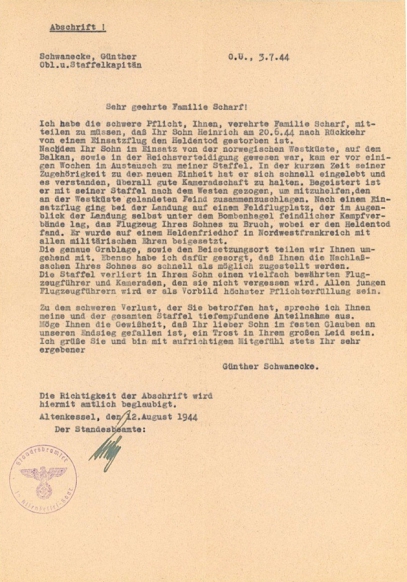 Abschrift !
Schwanecke, Günther
Obl.u.Staffelkapitän
O.U., 3.7.44
Sehr geehrte Familie Scharf!
Ich habe die schwere Pflicht, Ihnen, verehrte Familie Scharf, mit-
teilen zu müssen, daß Ihr Sohn Heinrich am 20.6.44 nach Rückkehr
von einem Einsatzflug den Heldentod gestorben ist.
Nachdem Ihr Sohn im Einsatz von der norwegischen Westküste, auf dem
Balkan, sowie in der Reichsverteidigung gewesen war, kam er vor eini-
gen Wochen im Austausch zu meiner Staffel. In der kurzen Zeit seiner
Zugehörigkeit zu der neuen Einheit hat er sich schnell eingelebt und
es verstanden, überall gute Kameradschaft zu halten. Begeistert ist
er mit seiner Staffel nach dem Westen gezogen, um mitzuhelfen,den
an der Westküste gelandeten Feind zusammenzuschlagen. Nach einem Ein-
satzflug ging bei der Landung auf einem Feldflugplatz, der im Augen-
blick der Landung selbst unter dem Bombenhagel feindlicher Kampfver-
bände lag, das Flugzeug Ihres Sohnes zu Bruch, wobei er den Heldentod
fand. Er wurde auf einem Heldenfriedhof in Nordwestfrankreich mit
allen militärischen Ehren beigesetzt.
Die genaue Grablage, sowie den Beisetzungsort teilen wir Ihnen um-
gehend mit. Ebenso habe ich dafür gesorgt, daß Ihnen die Nachlaß-
sachen Ihres Sohnes so schnell als möglich zugestellt werden.
Die Staffel verliert in Ihrem Sohn einen vielfach bewährten Flug-
zeugführer und Kameraden, den sie nicht vergessen wird. Allen jungen
Flugzeugführern wird er als Vorbild höchster Pflichterfüllung sein.
Zu dem schweren Verlust, der Sie betroffen hat, spreche ich Ihnen
meine und der gesamten Staffel tiefempfundene Anteilnahme aus.
Möge Ihnen die Gewißheit, daß Ihr lieber Sohn im festen Glauben an
unseren Endsieg gefallen ist, ein Trost in Ihrem großen Leid sein.
Ich grüße Sie und bin mit aufrichtigem Mitgefühl stets Ihr sehr
ergebener
Günther Schwanecke.
Die Richtigkeit der Abschrift wird
hiermit amtlich beglaubigt.
Altenkessel, den 12.August 1944
Der Standesbeamte: